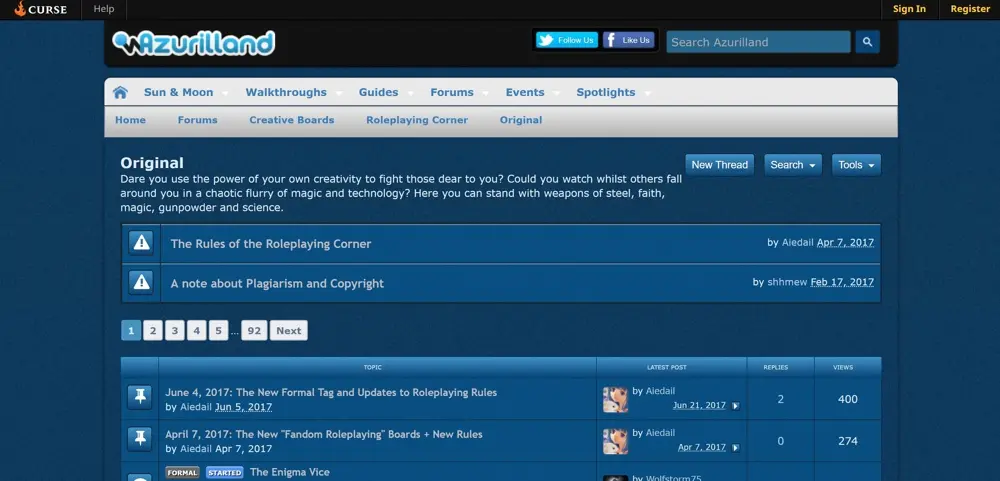 CURSE Help Sign In Register
Azurilland Follow Us Like Us Search Azurilland
Sun & Moon Walkthroughs Guides Forums Events Spotlights
Home Forums Creative Boards Roleplaying Corner Original
Original New Thread Search Tools
Dare you use the power of your own creativity to fight those dear to you? Could you watch whilst others fall
around you in a chaotic flurry of magic and technology? Here you can stand with weapons of steel, faith,
magic, gunpowder and science.
The Rules of the Roleplaying Corner by Aiedail Apr 7, 2017
A note about Plagiarism and Copyright by shhmew Feb 17, 2017
1 2 3 4 5 ... 92 Next
TOPIC LATEST POST REPLIES VIEWS
June 4, 2017: The New Formal Tag and Updates to Roleplaying Rules by Aiedail 2 400
by Aiedail Jun 5, 2017 Jun 21, 2017
April 7, 2017: The New "Fandom Roleplaying" Boards + New Rules by Aiedail 0 274
by Aiedail Apr 7, 2017 Apr 7, 2017
FORMAL STARTED The Enigma Vice by Wolfstorm75